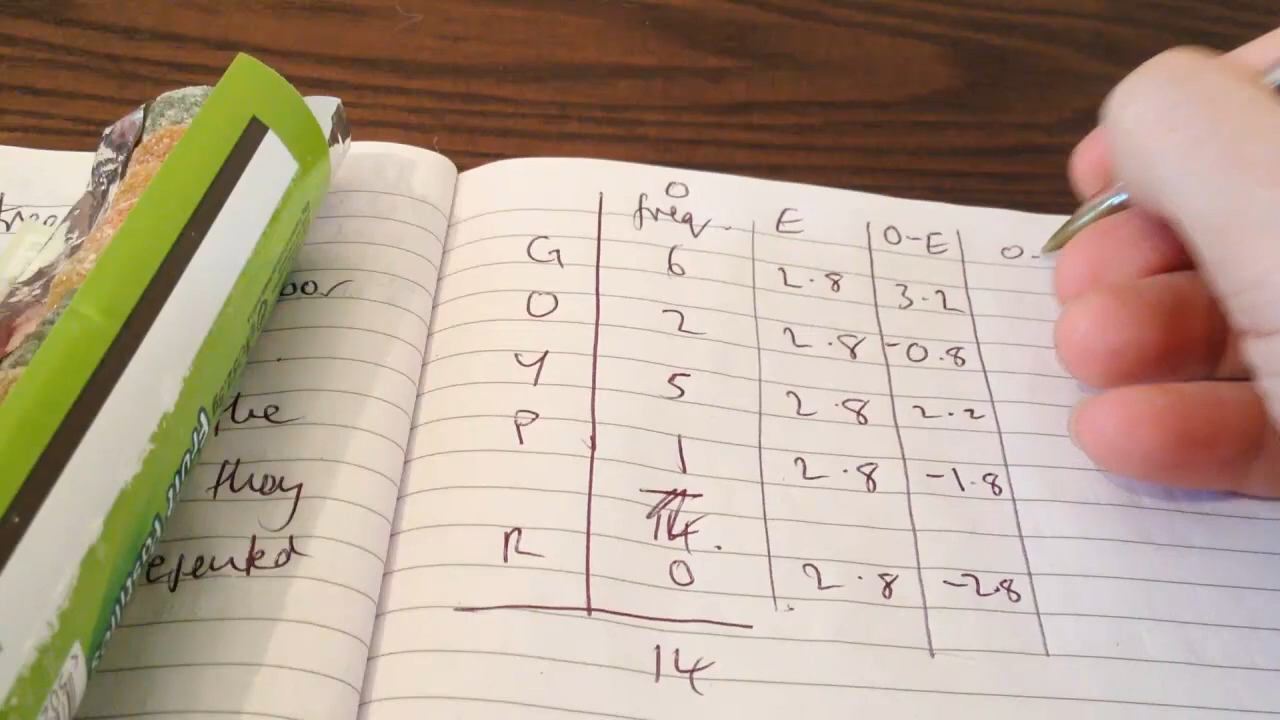 O
freq. E O-E O-
G 6 2.8 3.2
O 2 2.8 -0.8
Y 5 2.8 2.2
P 1 2.8 -1.8
14.
R 0 2.8 -2.8
14
the
they
Fruit